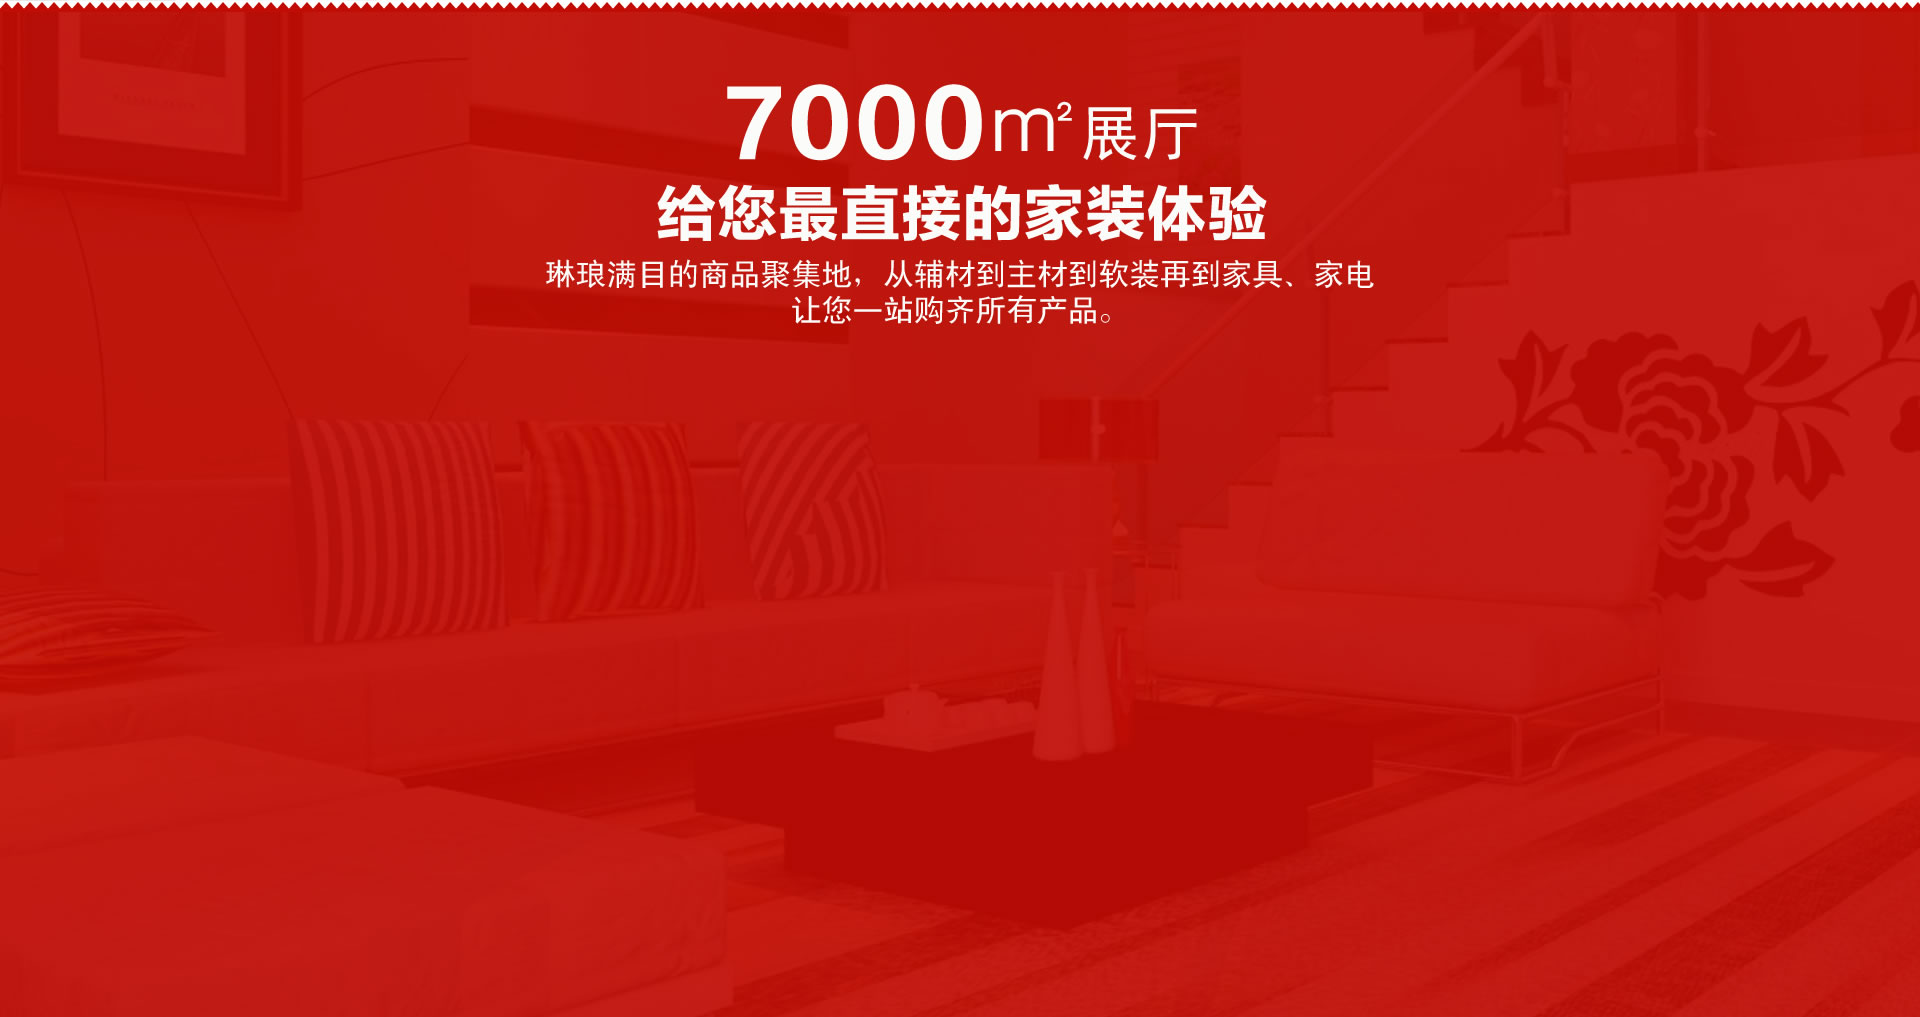 7000m²展厅
给您最直接的家装体验
琳琅满目的商品聚集地，从辅材到主材到软装再到家具、家电
让您一站购齐所有产品。